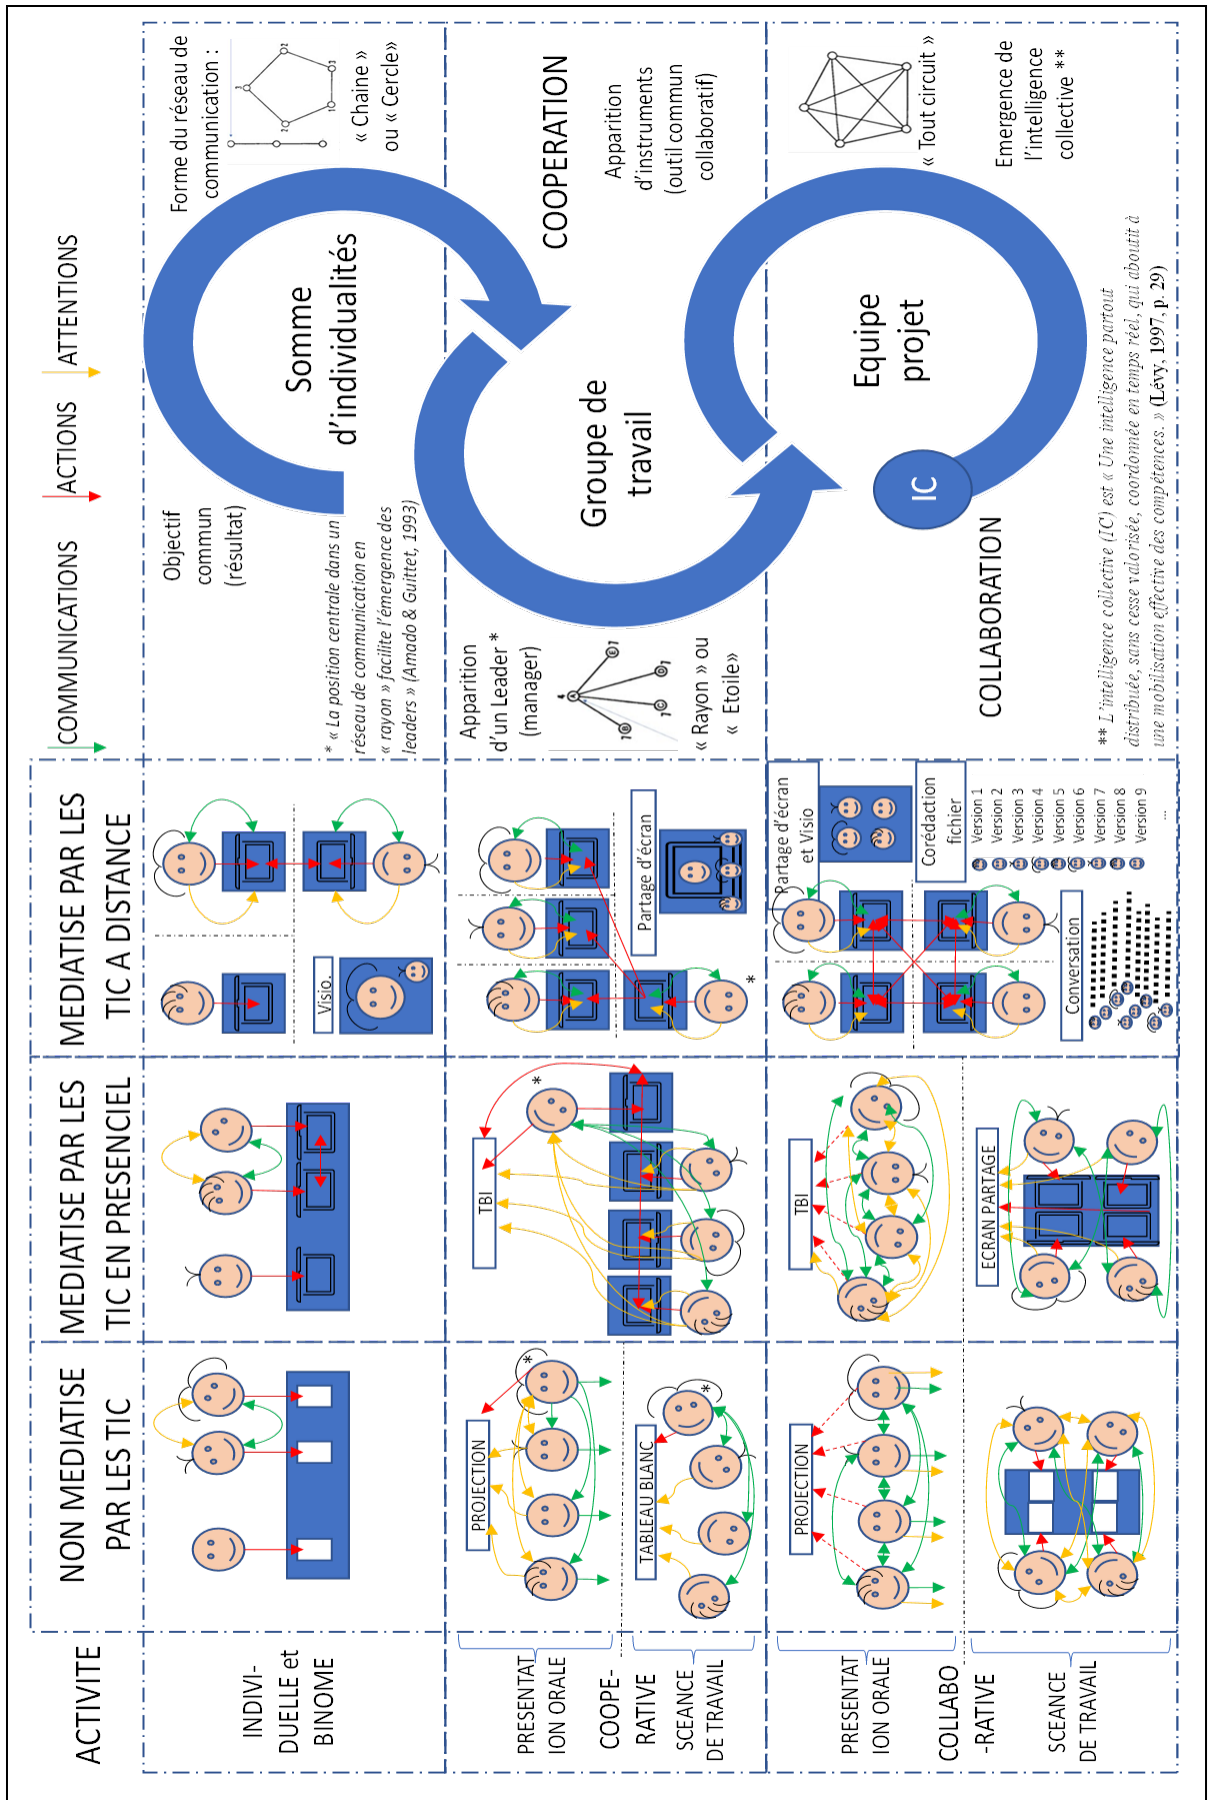 ACTIVITE
NON MEDIATISE
PAR LES TIC
MEDIATISE PAR LES
TIC EN PRESENCIEL
MEDIATISE PAR LES
TIC A DISTANCE
COMMUNICATIONS
ACTIONS
ATTENTIONS
INDIVI-
DUELLE et
BINOME
Visio.
Objectif
commun
(résultat)
Somme
d'individualités
Forme du réseau de
communication :
« Chaine »
ou « Cercle»
* « La position centrale dans un
réseau de communication en
« rayon » facilite l'émergence des
leaders » (Amado & Guittet, 1993)
PRESENTAT
ION ORALE
COOPE-
RATIVE
SCEANCE
DE TRAVAIL
PROJECTION
*
TABLEAU BLANC
*
TBI
*
Partage d'écran
*
Apparition
d'un Leader *
(manager)
« Rayon » ou
« Etoile»
Groupe de
travail
COOPERATION
Apparition
d'instruments
(outil commun
collaboratif)
PRESENTAT
ION ORALE
COLLABO
-RATIVE
SCEANCE
DE TRAVAIL
PROJECTION
TBI
ECRAN PARTAGE
Partage d'écran
et Visio
Corédaction
fichier
Version 1
Version 2
Version 3
Version 4
Version 5
Version 6
Version 7
Version 8
Version 9
...
Conversation
COLLABORATION
IC
Equipe
projet
« Tout circuit »
Emergence de
l'intelligence
collective **
** L'intelligence collective (IC) est « Une intelligence partout
distribuée, sans cesse valorisée, coordonnée en temps réel, qui aboutit à
une mobilisation effective des compétences. » (Lévy, 1997, p. 29)